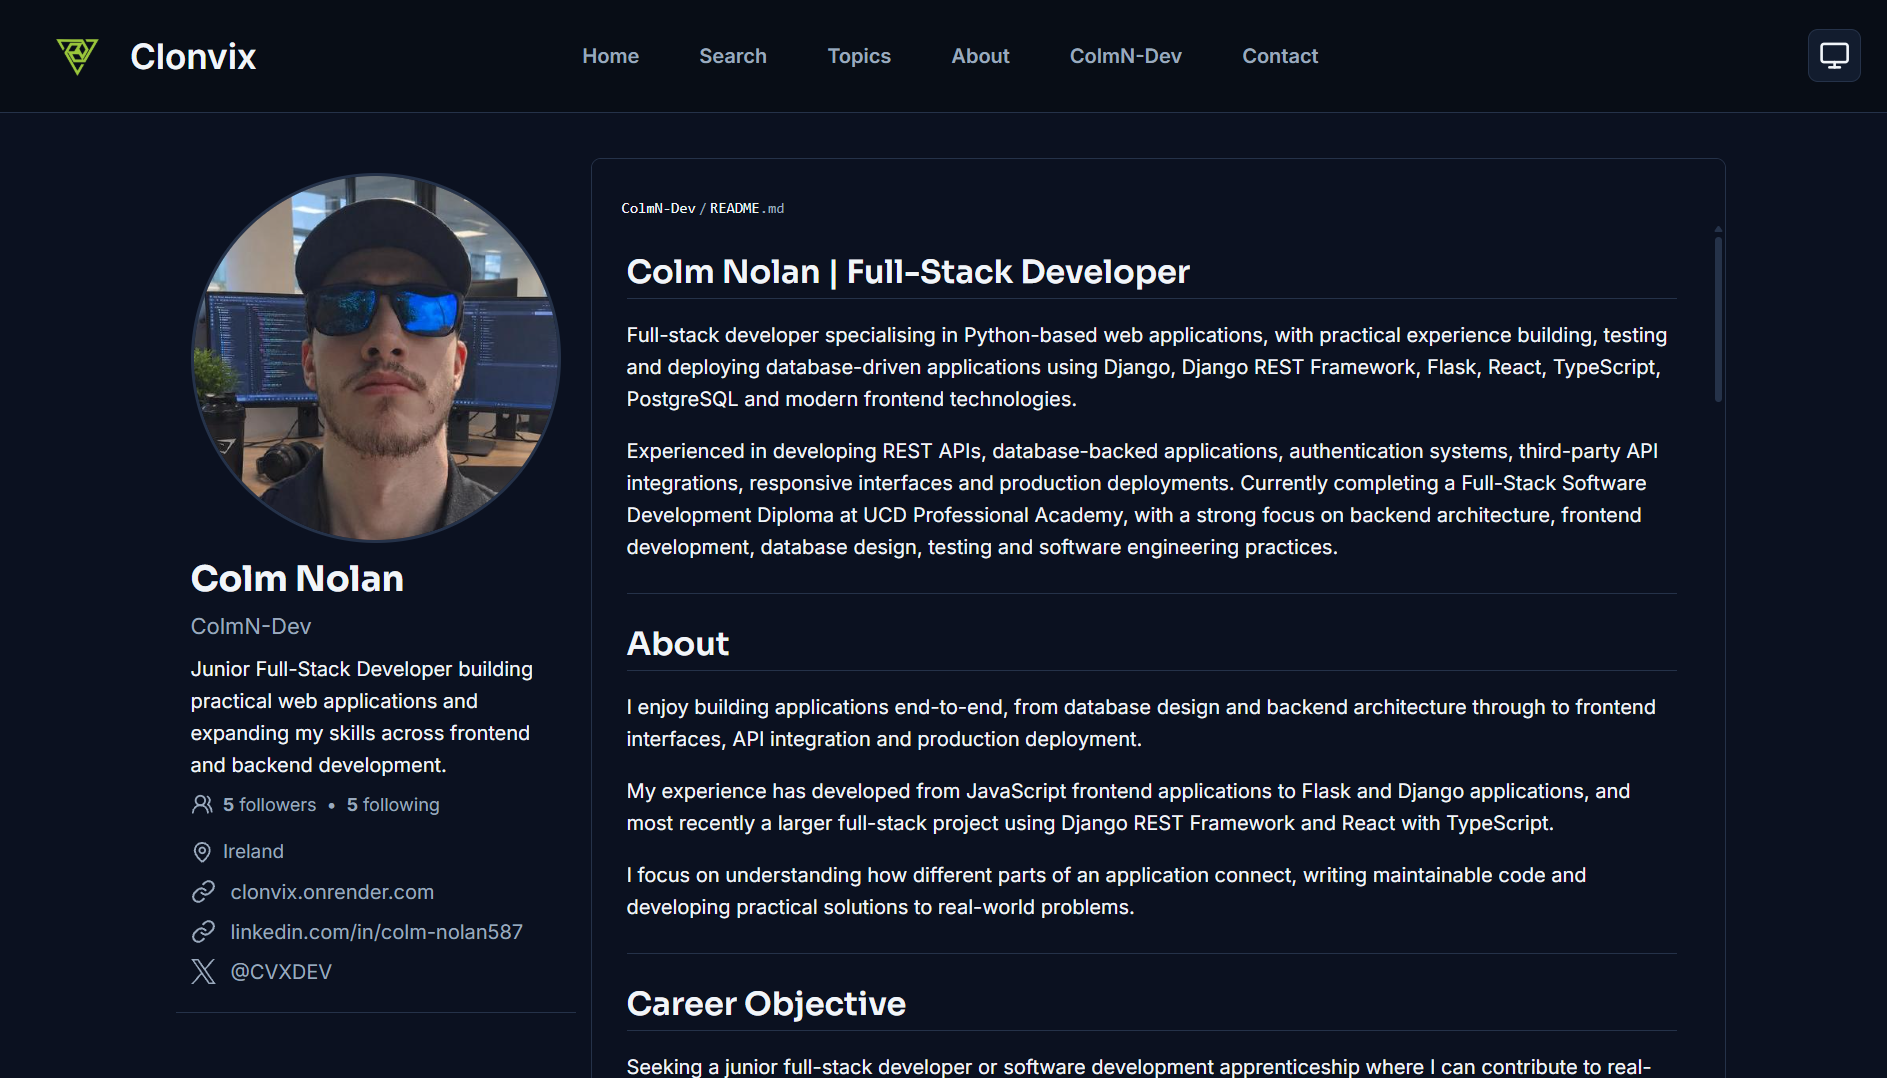 Clonvix
Home
Search
Topics
About
ColmN-Dev
Contact
Colm Nolan
ColmN-Dev
Junior Full-Stack Developer building
practical web applications and
expanding my skills across frontend
and backend development.
5 followers • 5 following
Ireland
clonvix.onrender.com
linkedin.com/in/colm-nolan587
@CVXDEV
ColmN-Dev / README.md
Colm Nolan | Full-Stack Developer
Full-stack developer specialising in Python-based web applications, with practical experience building, testing
and deploying database-driven applications using Django, Django REST Framework, Flask, React, TypeScript,
PostgreSQL and modern frontend technologies.
Experienced in developing REST APIs, database-backed applications, authentication systems, third-party API
integrations, responsive interfaces and production deployments. Currently completing a Full-Stack Software
Development Diploma at UCD Professional Academy, with a strong focus on backend architecture, frontend
development, database design, testing and software engineering practices.
About
I enjoy building applications end-to-end, from database design and backend architecture through to frontend
interfaces, API integration and production deployment.
My experience has developed from JavaScript frontend applications to Flask and Django applications, and
most recently a larger full-stack project using Django REST Framework and React with TypeScript.
I focus on understanding how different parts of an application connect, writing maintainable code and
developing practical solutions to real-world problems.
Career Objective
Seeking a junior full-stack developer or software development apprenticeship where I can contribute to real-